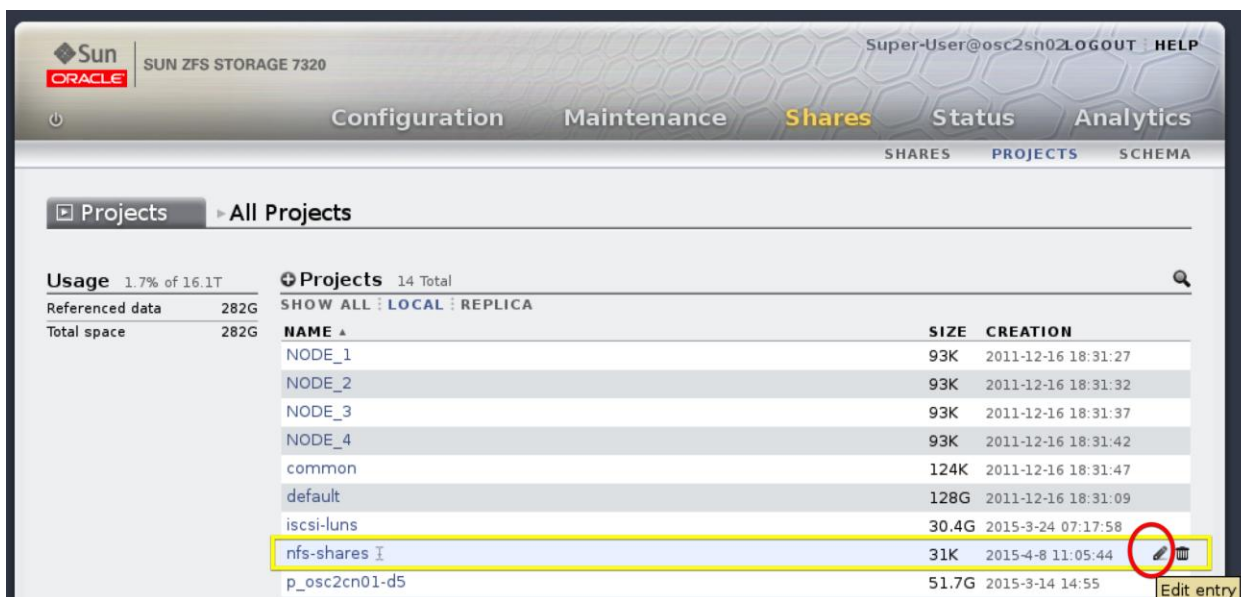 Sun
ORACLE
SUN ZFS STORAGE 7320
Super-User@osc2sn02LOGOUT HELP
Configuration Maintenance Shares Status Analytics
SHARES PROJECTS SCHEMA
Projects All Projects
Usage 1.7% of 16.1T
Referenced data 282G
Total space 282G
Projects 14 Total
SHOW ALL LOCAL REPLICA
NAME SIZE CREATION
NODE_1 93K 2011-12-16 18:31:27
NODE_2 93K 2011-12-16 18:31:32
NODE_3 93K 2011-12-16 18:31:37
NODE_4 93K 2011-12-16 18:31:42
common 124K 2011-12-16 18:31:47
default 128G 2011-12-16 18:31:09
iscsi-luns 30.4G 2015-3-24 07:17:58
nfs-shares 31K 2015-4-8 11:05:44
p_osc2cn01-d5 51.7G 2015-3-14 14:55
Edit entry